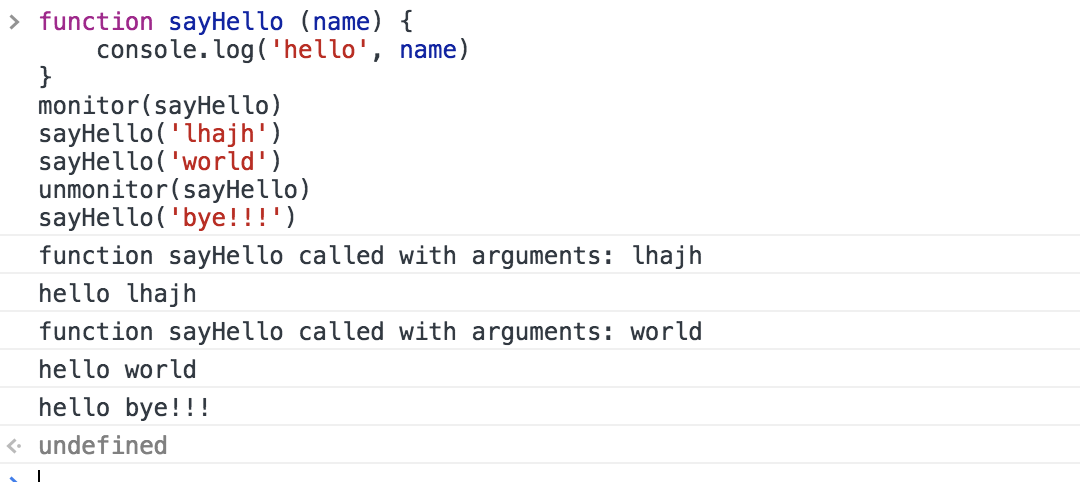 function sayHello (name) {
    console.log('hello', name)
}
monitor(sayHello)
sayHello('lhajh')
sayHello('world')
unmonitor(sayHello)
sayHello('bye!!!')
function sayHello called with arguments: lhajh
hello lhajh
function sayHello called with arguments: world
hello world
hello bye!!!
undefined